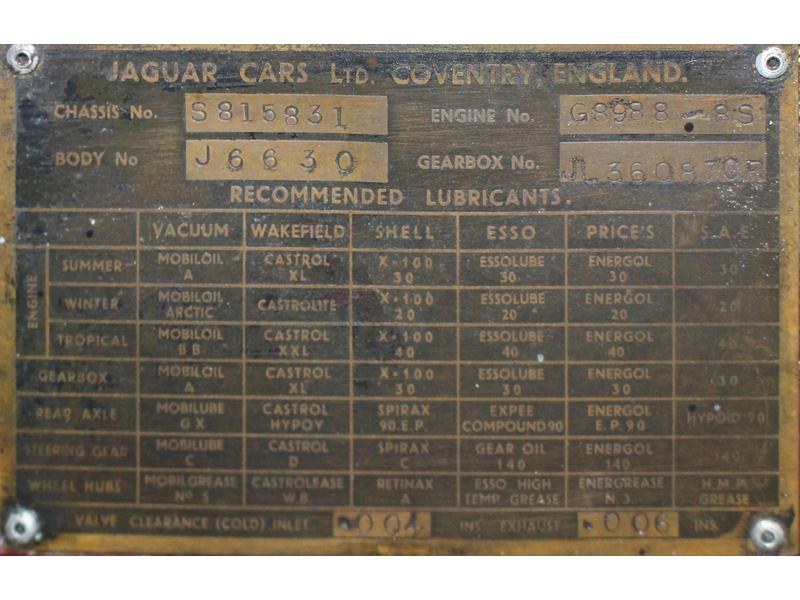 JAGUAR CARS LTD. COVENTRY, ENGLAND.
CHASSIS No. S815831 ENGINE No. G8988-8S
BODY No J6630 GEARBOX No.
RECOMMENDED LUBRICANTS.
VACUUM WAKEFIELD SHELL ESSO PRICE'S S.A.E
ENGINE
SUMMER MOBILOIL A CASTROL XL X-100 30 ESSOLUBE 30 ENERGOL 30 30
WINTER MOBILOIL ARCTIC CASTROLITE X-100 20 ESSOLUBE 20 ENERGOL 20 20
TROPICAL MOBILOIL BB CASTROL XXL X-100 40 ESSOLUBE 40 ENERGOL 40 40
GEARBOX MOBILOIL A CASTROL XL X-100 30 ESSOLUBE 30 ENERGOL 30 30
REAR AXLE MOBILUBE GX CASTROL HYPOY SPIRAX 90.E.P. EXPEE COMPOUND 90 ENERGOL E.P.90 HYPOID 90
STEERING GEAR MOBILUBE C CASTROL D SPIRAX C GEAR OIL 140 ENERGOL 140 140
WHEEL HUBS MOBILGREASE No 5 CASTROLEASE W.B RETINAX A ESSO HIGH TEMP GREASE ENERGREASE N.3. H.M.P. GREASE
VALVE CLEARANCE (COLD) INLET .004 INS EXHAUST .006 INS.